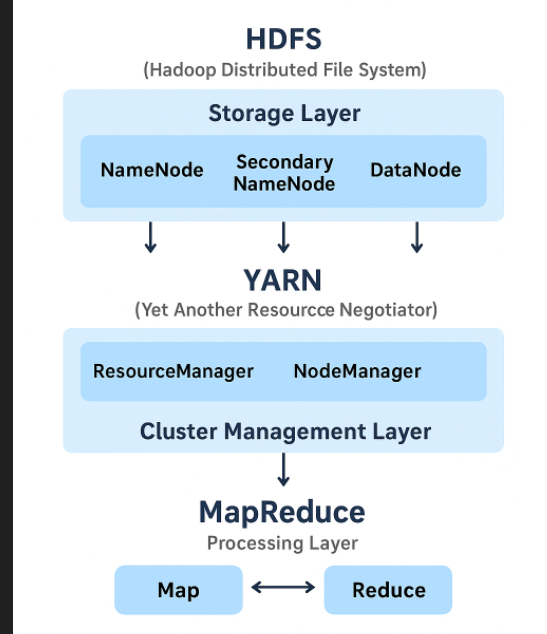 HDFS
(Hadoop Distributed File System)
Storage Layer
NameNode
Secondary
NameNode
DataNode
YARN
(Yet Another Resourcce Negotiator)
ResourceManager
NodeManager
Cluster Management Layer
MapReduce
Processing Layer
Map
Reduce